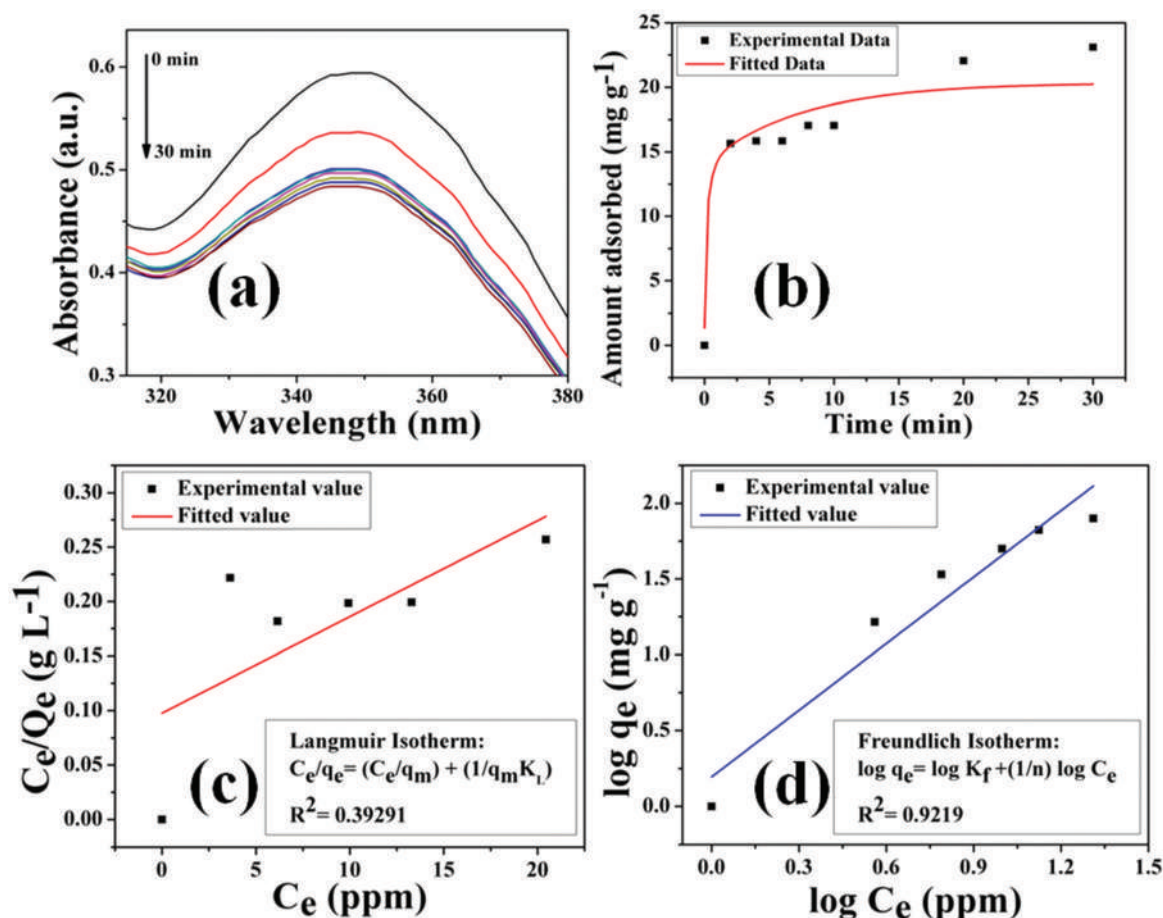 0.6
0.5
0.4
0.3
Absorbance (a.u.)
0 min
30 min
(a)
320
340
360
380
Wavelength (nm)
25
20
15
10
5
0
Amount adsorbed (mg g⁻¹)
Experimental Data
Fitted Data
(b)
0
5
10
15
20
25
30
Time (min)
0.30
0.25
0.20
0.15
0.10
0.05
0.00
Cₑ/Qₑ (g L⁻¹)
Experimental value
Fitted value
(c)
Langmuir Isotherm:
Cₑ/qₑ= (Cₑ/qₘ) + (1/qₘK_L)
R²= 0.39291
0
5
10
15
20
Cₑ (ppm)
2.0
1.5
1.0
0.5
0.0
log qₑ (mg g⁻¹)
Experimental value
Fitted value
(d)
Freundlich Isotherm:
log qₑ= log K_f +(1/n) log Cₑ
R²= 0.9219
0.0
0.3
0.6
0.9
1.2
1.5
log Cₑ (ppm)